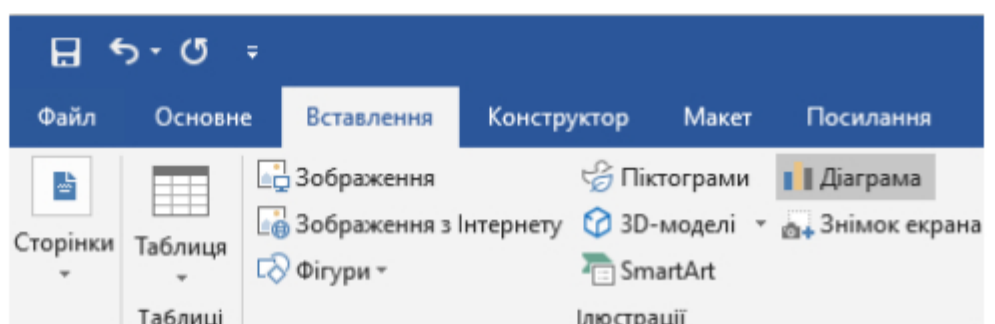 Файл Основне Вставлення Конструктор Макет Посилання
Зображення Піктограми Діаграма
Сторінки Таблиця Зображення з Інтернету 3D-моделі Знімок екрана
Фігури SmartArt
Таблиці Ілюстрації